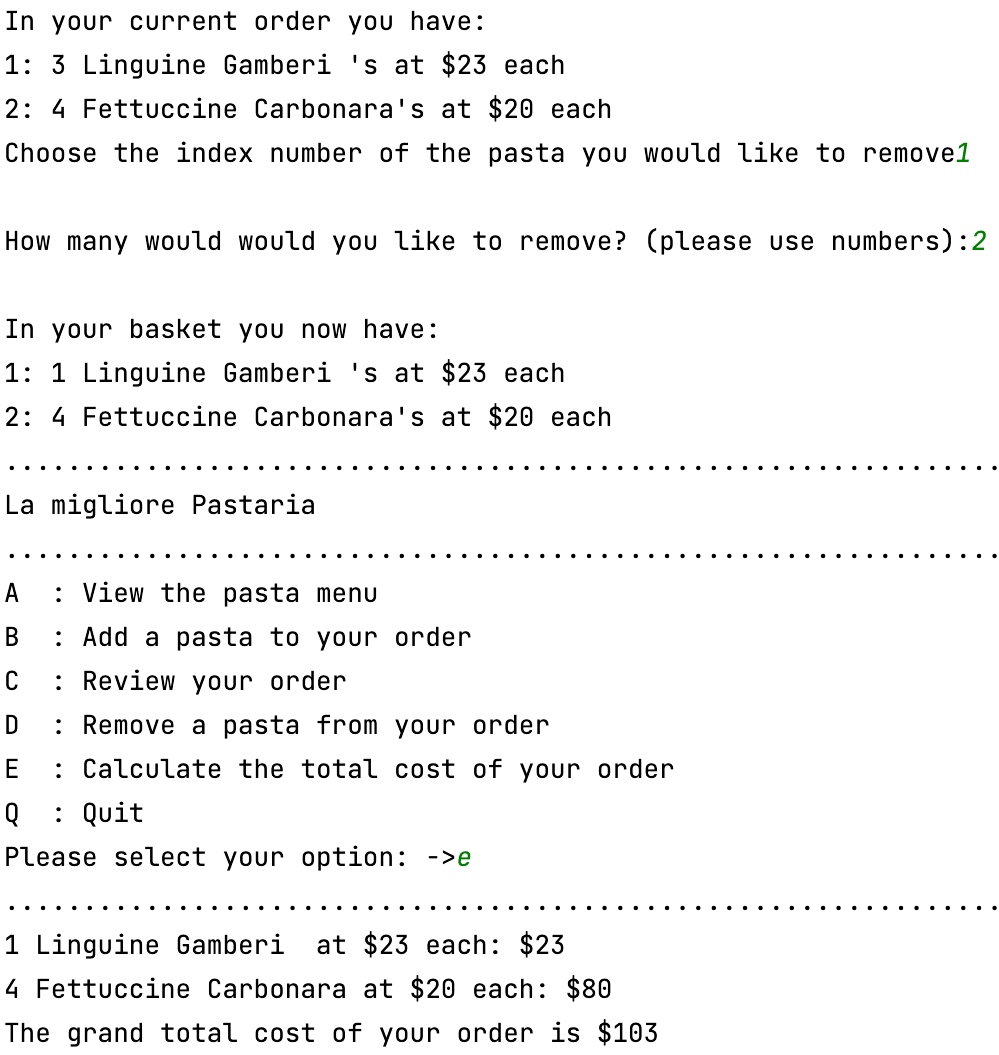 In your current order you have:
1: 3 Linguine Gamberi 's at $23 each
2: 4 Fettuccine Carbonara's at $20 each
Choose the index number of the pasta you would like to remove1
How many would would you like to remove? (please use numbers):2
In your basket you now have:
1: 1 Linguine Gamberi 's at $23 each
2: 4 Fettuccine Carbonara's at $20 each
................................................................
La migliore Pastaria
................................................................
A  : View the pasta menu
B  : Add a pasta to your order
C  : Review your order
D  : Remove a pasta from your order
E  : Calculate the total cost of your order
Q  : Quit
Please select your option: ->e
................................................................
1 Linguine Gamberi  at $23 each: $23
4 Fettuccine Carbonara at $20 each: $80
The grand total cost of your order is $103